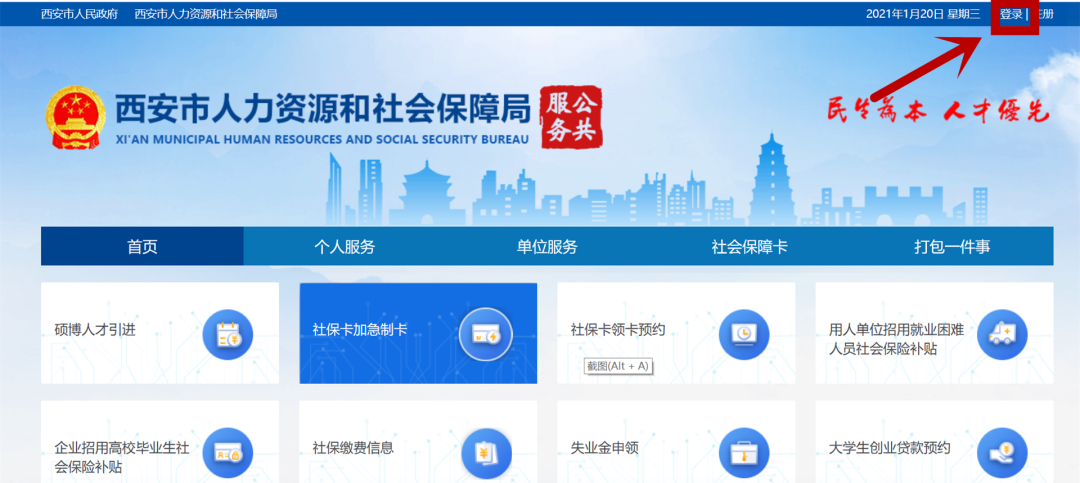 西安市人民政府 西安市人力资源和社会保障局
2021年1月20日 星期三 登录 | 注册
西安市人力资源和社会保障局
XI'AN MUNICIPAL HUMAN RESOURCES AND SOCIAL SECURITY BUREAU
公共服务
民生為本 人才優先
首页 个人服务 单位服务 社会保障卡 打包一件事
硕博人才引进
社保卡加急制卡
社保卡领卡预约
截图(Alt + A)
用人单位招用就业困难
人员社会保险补贴
企业招用高校毕业生社
会保险补贴
社保缴费信息
失业金申领
大学生创业贷款预约